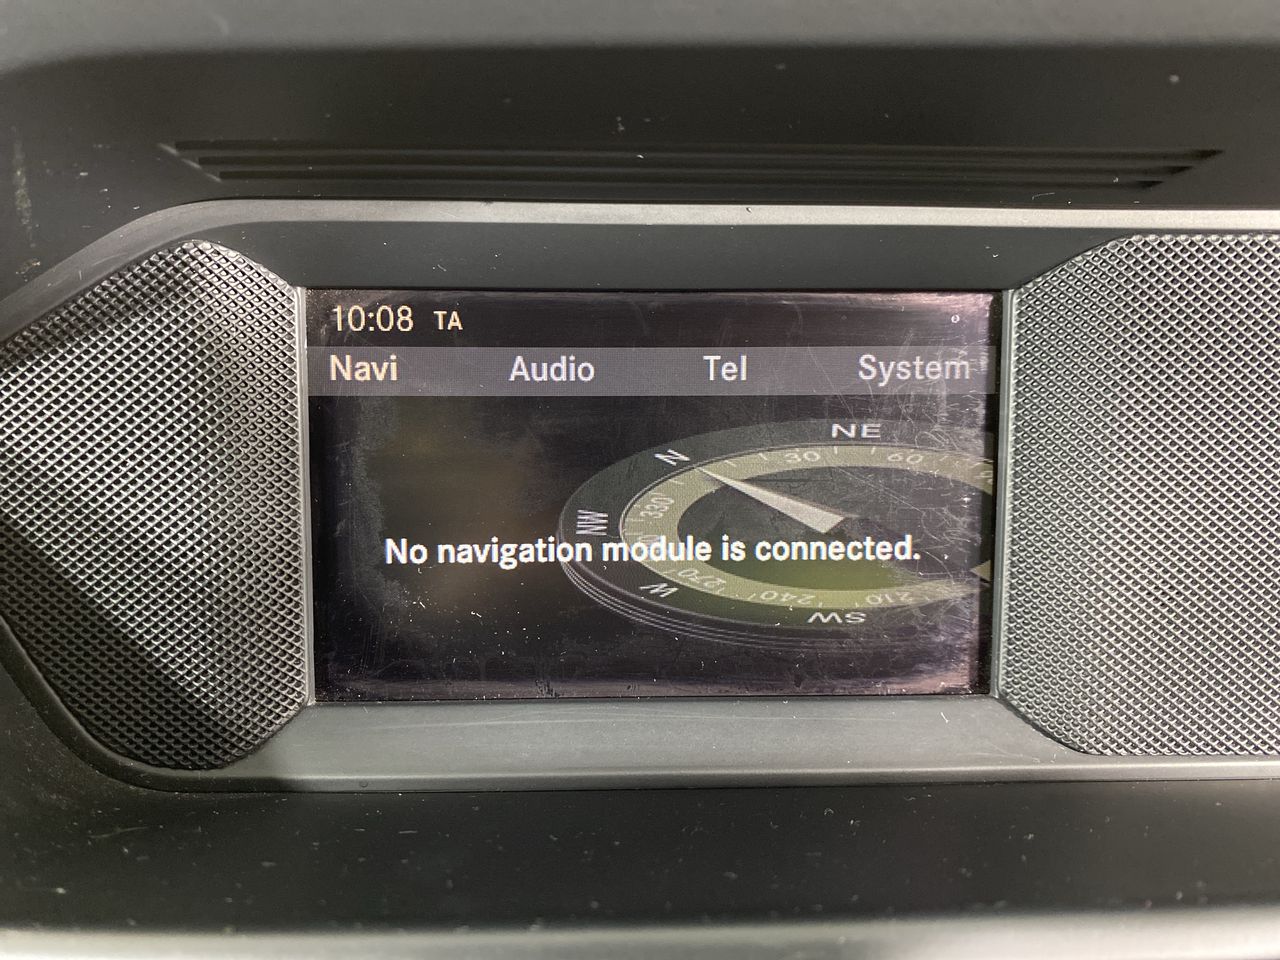 10:08 TA
Navi Audio Tel System
NE
N 30 60
330
NW
No navigation module is connected.
W 270 240 210
SW